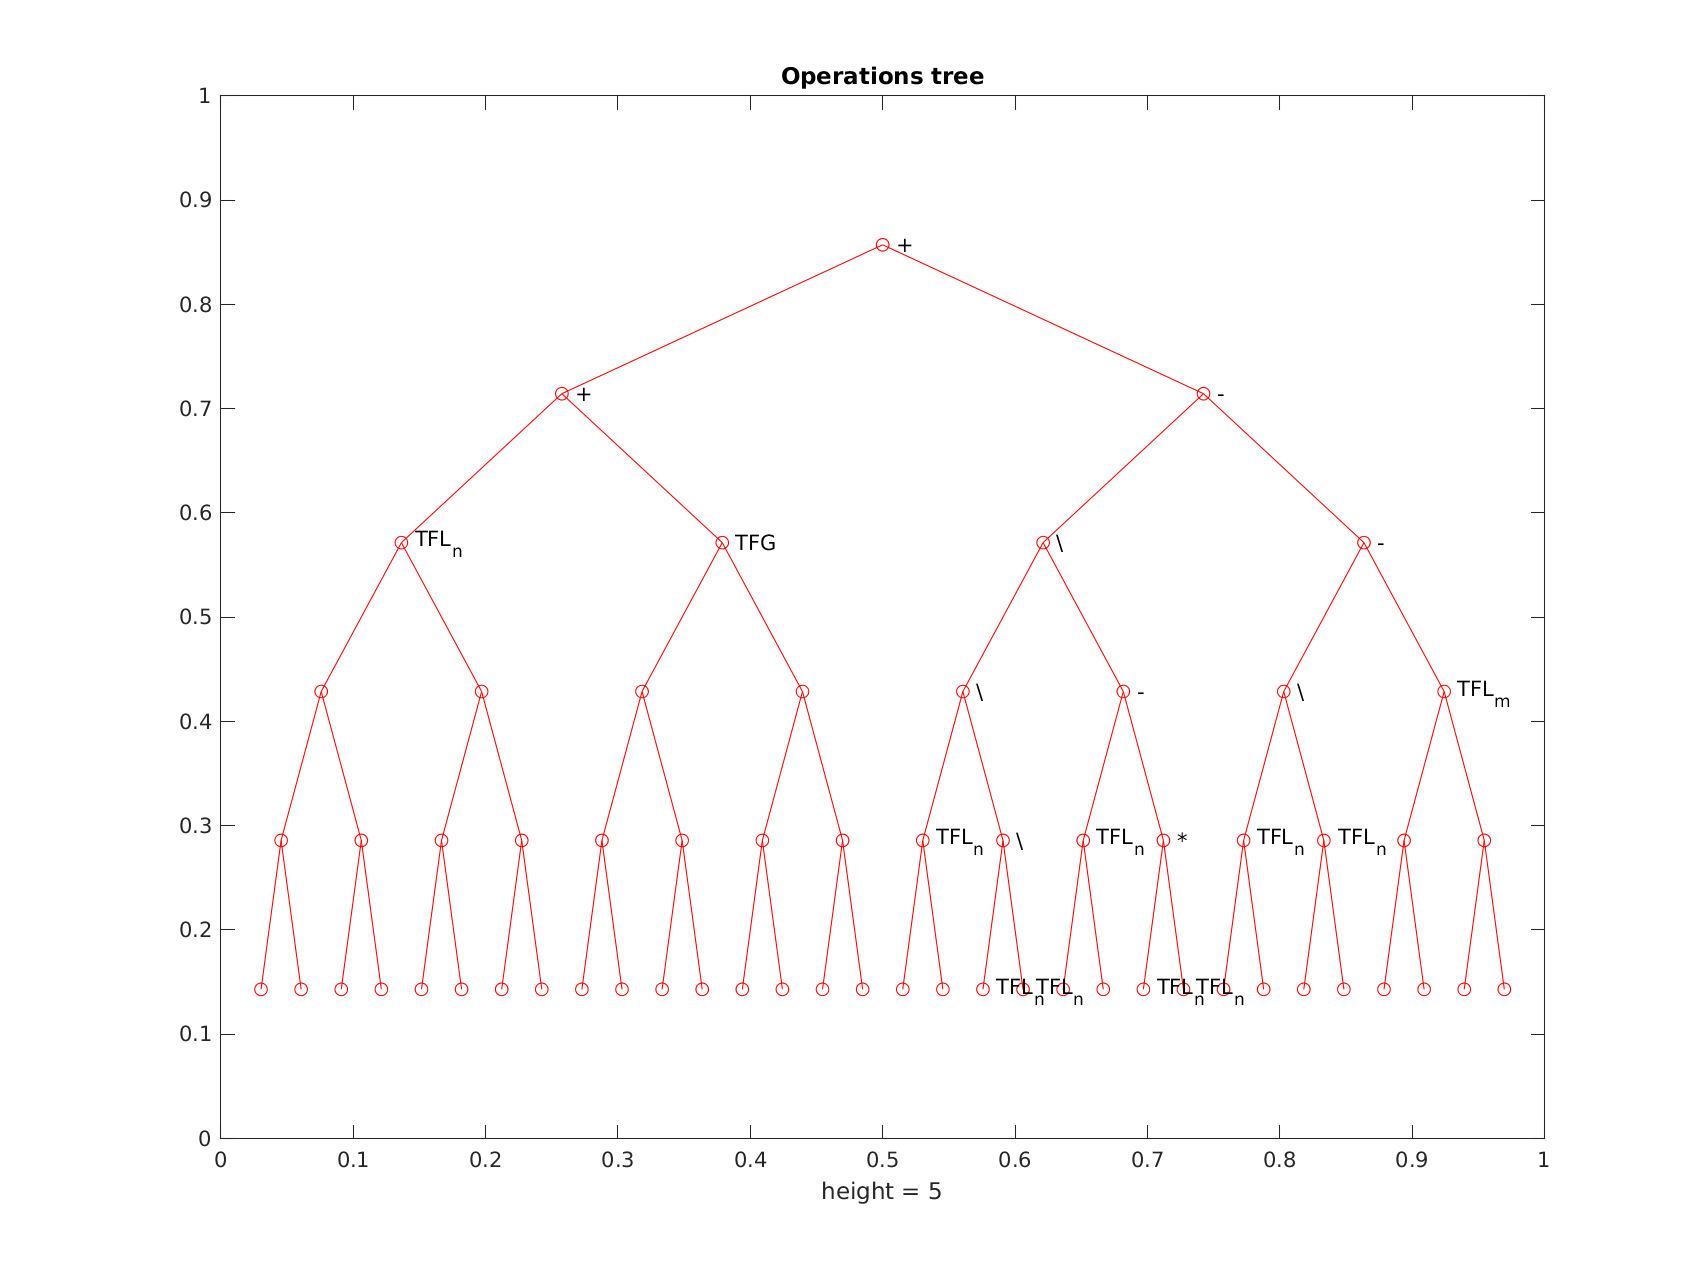 Operations tree
1
0.9
+
0.8
+ -
0.7
0.6
TFLn TFG \ -
0.5
\ - \ TFLm
0.4
0.3
TFLn \ TFLn * TFLn TFLn
0.2
TFLn TFLn TFLn TFLn
0.1
0
0 0.1 0.2 0.3 0.4 0.5 0.6 0.7 0.8 0.9 1
height = 5